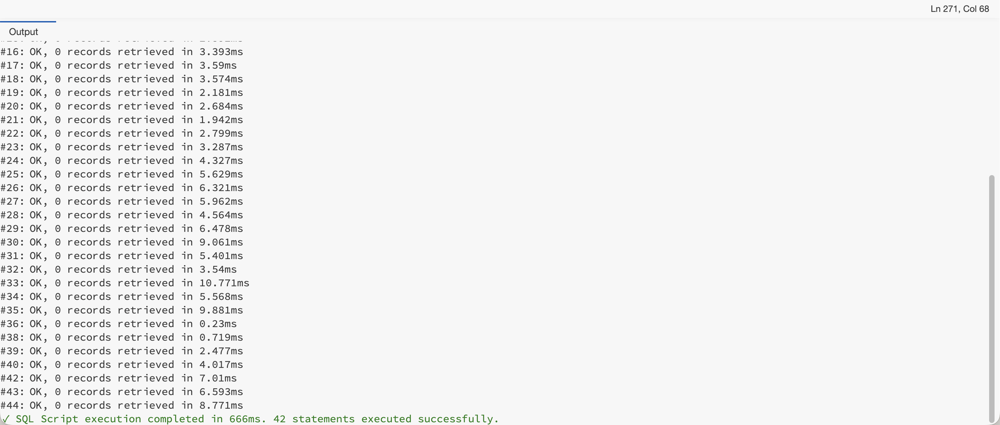 Ln 271, Col 68
Output
#16: OK, 0 records retrieved in 3.393ms
#17: OK, 0 records retrieved in 3.59ms
#18: OK, 0 records retrieved in 3.574ms
#19: OK, 0 records retrieved in 2.181ms
#20: OK, 0 records retrieved in 2.684ms
#21: OK, 0 records retrieved in 1.942ms
#22: OK, 0 records retrieved in 2.799ms
#23: OK, 0 records retrieved in 3.287ms
#24: OK, 0 records retrieved in 4.327ms
#25: OK, 0 records retrieved in 5.629ms
#26: OK, 0 records retrieved in 6.321ms
#27: OK, 0 records retrieved in 5.962ms
#28: OK, 0 records retrieved in 4.564ms
#29: OK, 0 records retrieved in 6.478ms
#30: OK, 0 records retrieved in 9.061ms
#31: OK, 0 records retrieved in 5.401ms
#32: OK, 0 records retrieved in 3.54ms
#33: OK, 0 records retrieved in 10.771ms
#34: OK, 0 records retrieved in 5.568ms
#35: OK, 0 records retrieved in 9.881ms
#36: OK, 0 records retrieved in 0.23ms
#38: OK, 0 records retrieved in 0.719ms
#39: OK, 0 records retrieved in 2.477ms
#40: OK, 0 records retrieved in 4.017ms
#42: OK, 0 records retrieved in 7.01ms
#43: OK, 0 records retrieved in 6.593ms
#44: OK, 0 records retrieved in 8.771ms
✓ SQL Script execution completed in 666ms. 42 statements executed successfully.